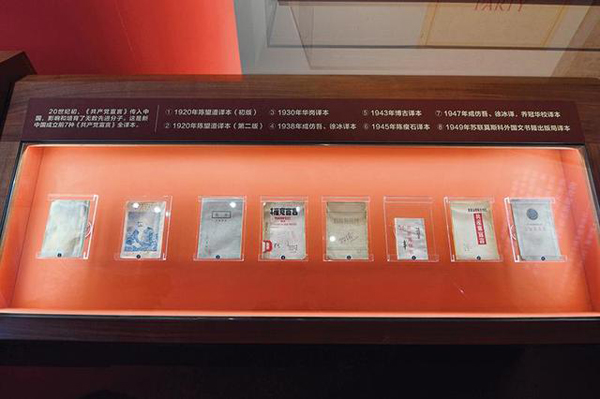 PARTY
20世纪初，《共产党宣言》传入中
国，影响和培育了无数先进分子。这是新
中国成立前7种《共产党宣言》全译本。
① 1920年陈望道译本（初版）
② 1920年陈望道译本（第二版）
③ 1930年华岗译本
④ 1938年成仿吾、徐冰译本
⑤ 1943年博古译本
⑥ 1945年陈瘦石译本
⑦ 1947年成仿吾、徐冰译，乔冠华校译本
⑧ 1949年苏联莫斯科外国文书籍出版局译本
言宣党産共